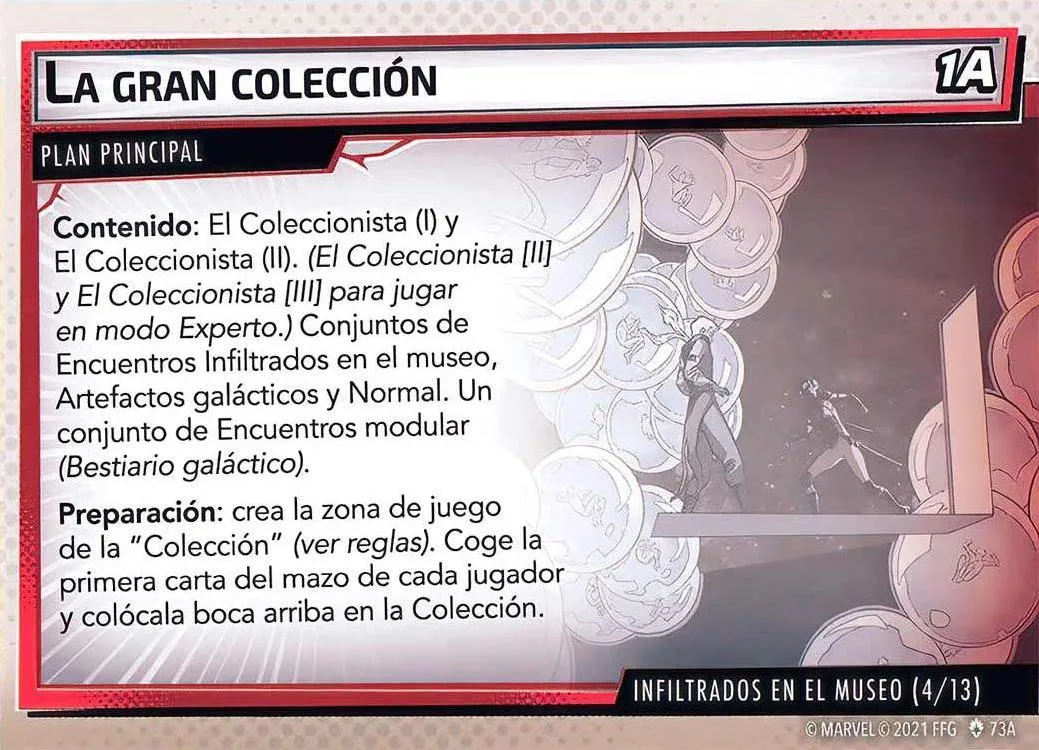 LA GRAN COLECCIÓN
1A
PLAN PRINCIPAL
Contenido: El Coleccionista (I) y
El Coleccionista (II). (El Coleccionista [II]
y El Coleccionista [III] para jugar
en modo Experto.) Conjuntos de
Encuentros Infiltrados en el museo,
Artefactos galácticos y Normal. Un
conjunto de Encuentros modular
(Bestiario galáctico).
Preparación: crea la zona de juego
de la "Colección" (ver reglas). Coge la
primera carta del mazo de cada jugador
y colócala boca arriba en la Colección.
INFILTRADOS EN EL MUSEO (4/13)
© MARVEL © 2021 FFG 73A